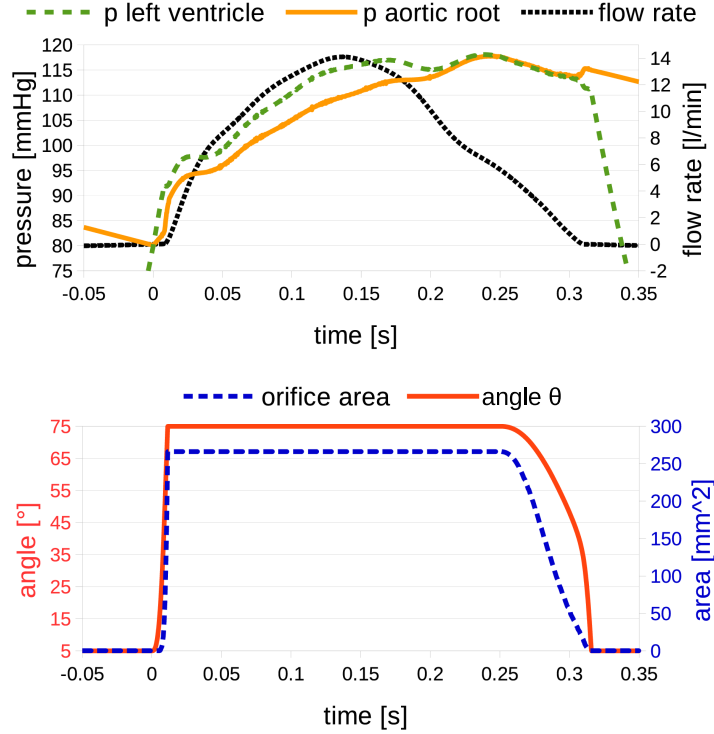 p left ventricle p aortic root flow rate
120 14
115 12
110 10
105 8
100 6
95 4
90 2
85 0
80 -2
75
pressure [mmHg]
flow rate [l/min]
-0.05 0 0.05 0.1 0.15 0.2 0.25 0.3 0.35
time [s]
orifice area angle θ
75 300
65 250
55 200
45 150
35 100
25 50
15 0
5
angle [°]
area [mm^2]
-0.05 0 0.05 0.1 0.15 0.2 0.25 0.3 0.35
time [s]